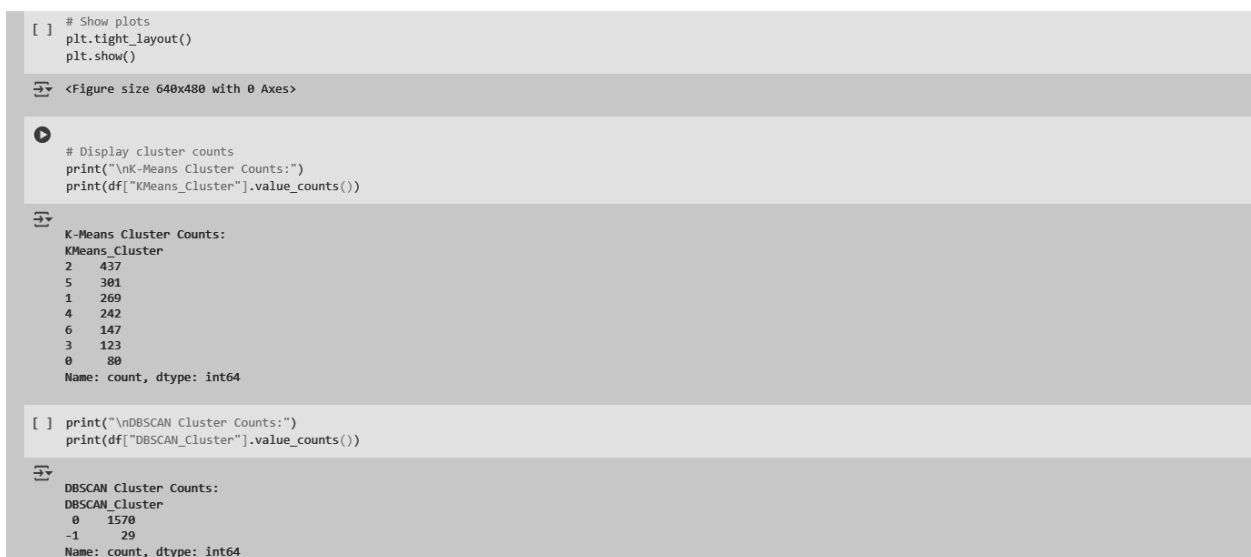 [ ] # Show plots
plt.tight_layout()
plt.show()
<Figure size 640x480 with 0 Axes>
# Display cluster counts
print("\nK-Means Cluster Counts:")
print(df["KMeans_Cluster"].value_counts())
K-Means Cluster Counts:
KMeans_Cluster
2    437
5    301
1    269
4    242
6    147
3    123
0     80
Name: count, dtype: int64
[ ] print("\nDBSCAN Cluster Counts:")
print(df["DBSCAN_Cluster"].value_counts())
DBSCAN Cluster Counts:
DBSCAN_Cluster
 0    1570
-1      29
Name: count, dtype: int64